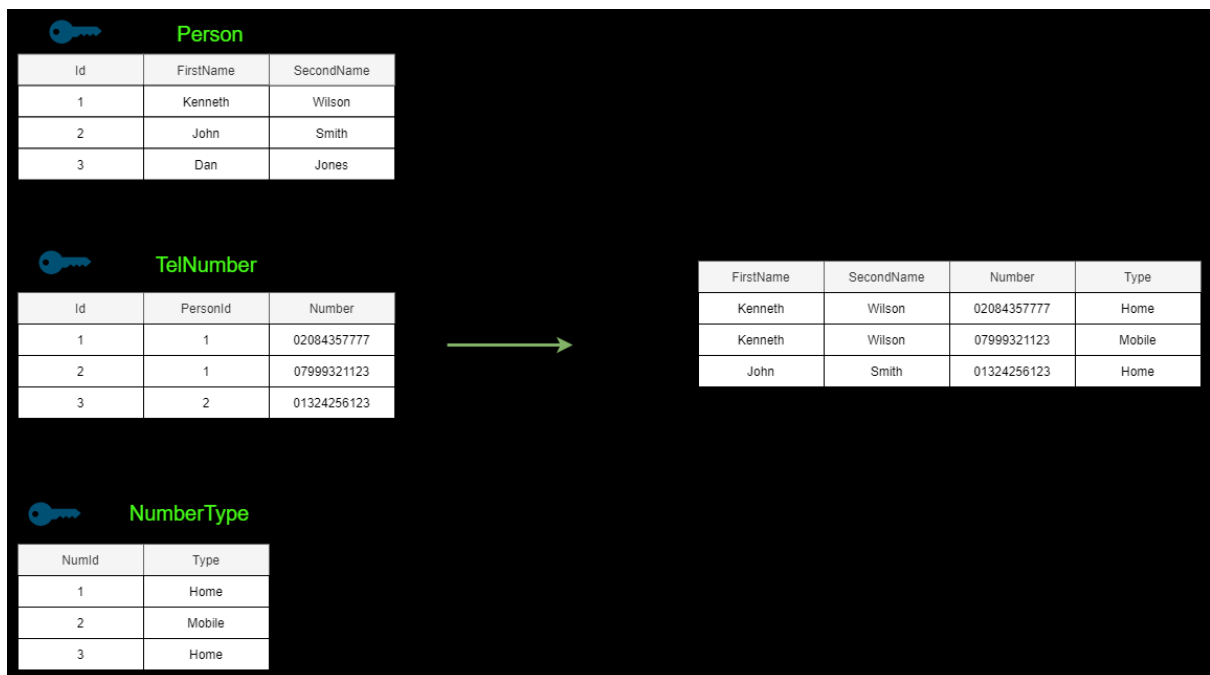 Person
Id FirstName SecondName
1 Kenneth Wilson
2 John Smith
3 Dan Jones
TelNumber
Id PersonId Number
1 1 02084357777
2 1 07999321123
3 2 01324256123
FirstName SecondName Number Type
Kenneth Wilson 02084357777 Home
Kenneth Wilson 07999321123 Mobile
John Smith 01324256123 Home
NumberType
NumId Type
1 Home
2 Mobile
3 Home